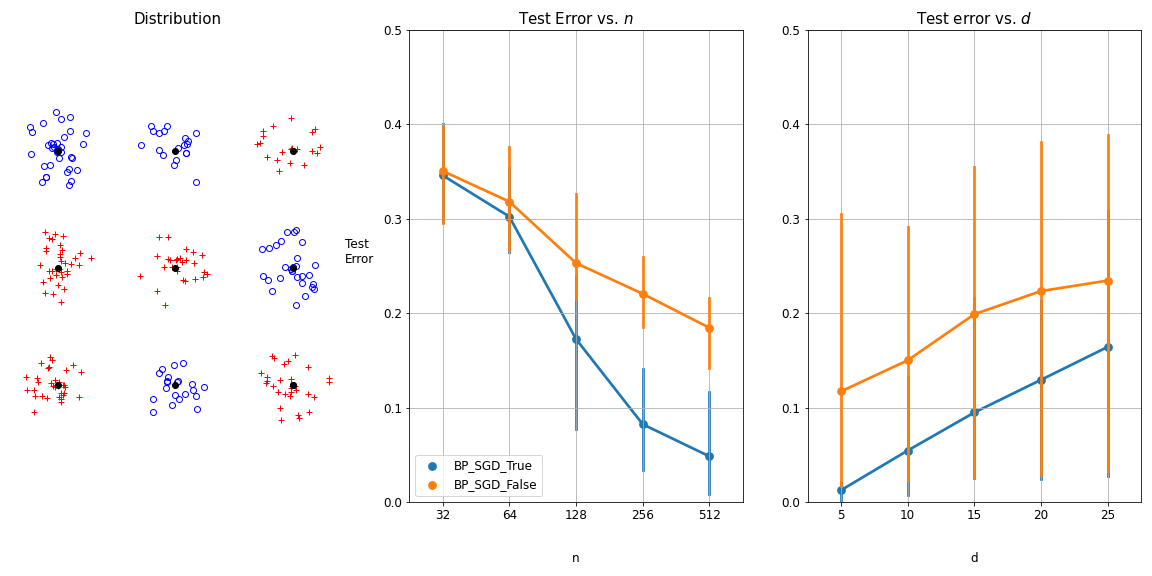 Distribution
Test Error vs. n
Test error vs. d
Test
Error
0.5
0.4
0.3
0.2
0.1
0.0
32 64 128 256 512
n
BP_SGD_True
BP_SGD_False
0.5
0.4
0.3
0.2
0.1
0.0
5 10 15 20 25
d